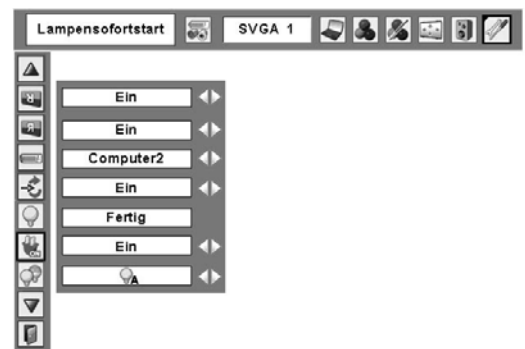 Lampensofortstart SVGA 1
Ein
Ein
Computer2
Ein
Fertig
Ein
A